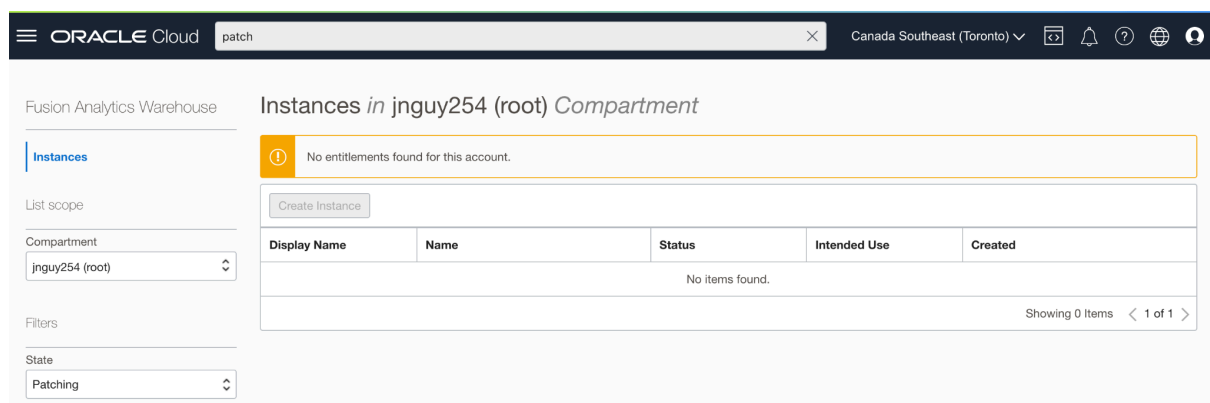 ORACLE Cloud patch Canada Southeast (Toronto)
Fusion Analytics Warehouse
Instances in jnguy254 (root) Compartment
Instances
No entitlements found for this account.
List scope
Create Instance
Compartment
jnguy254 (root)
Display Name Name Status Intended Use Created
No items found.
Showing 0 Items < 1 of 1 >
Filters
State
Patching